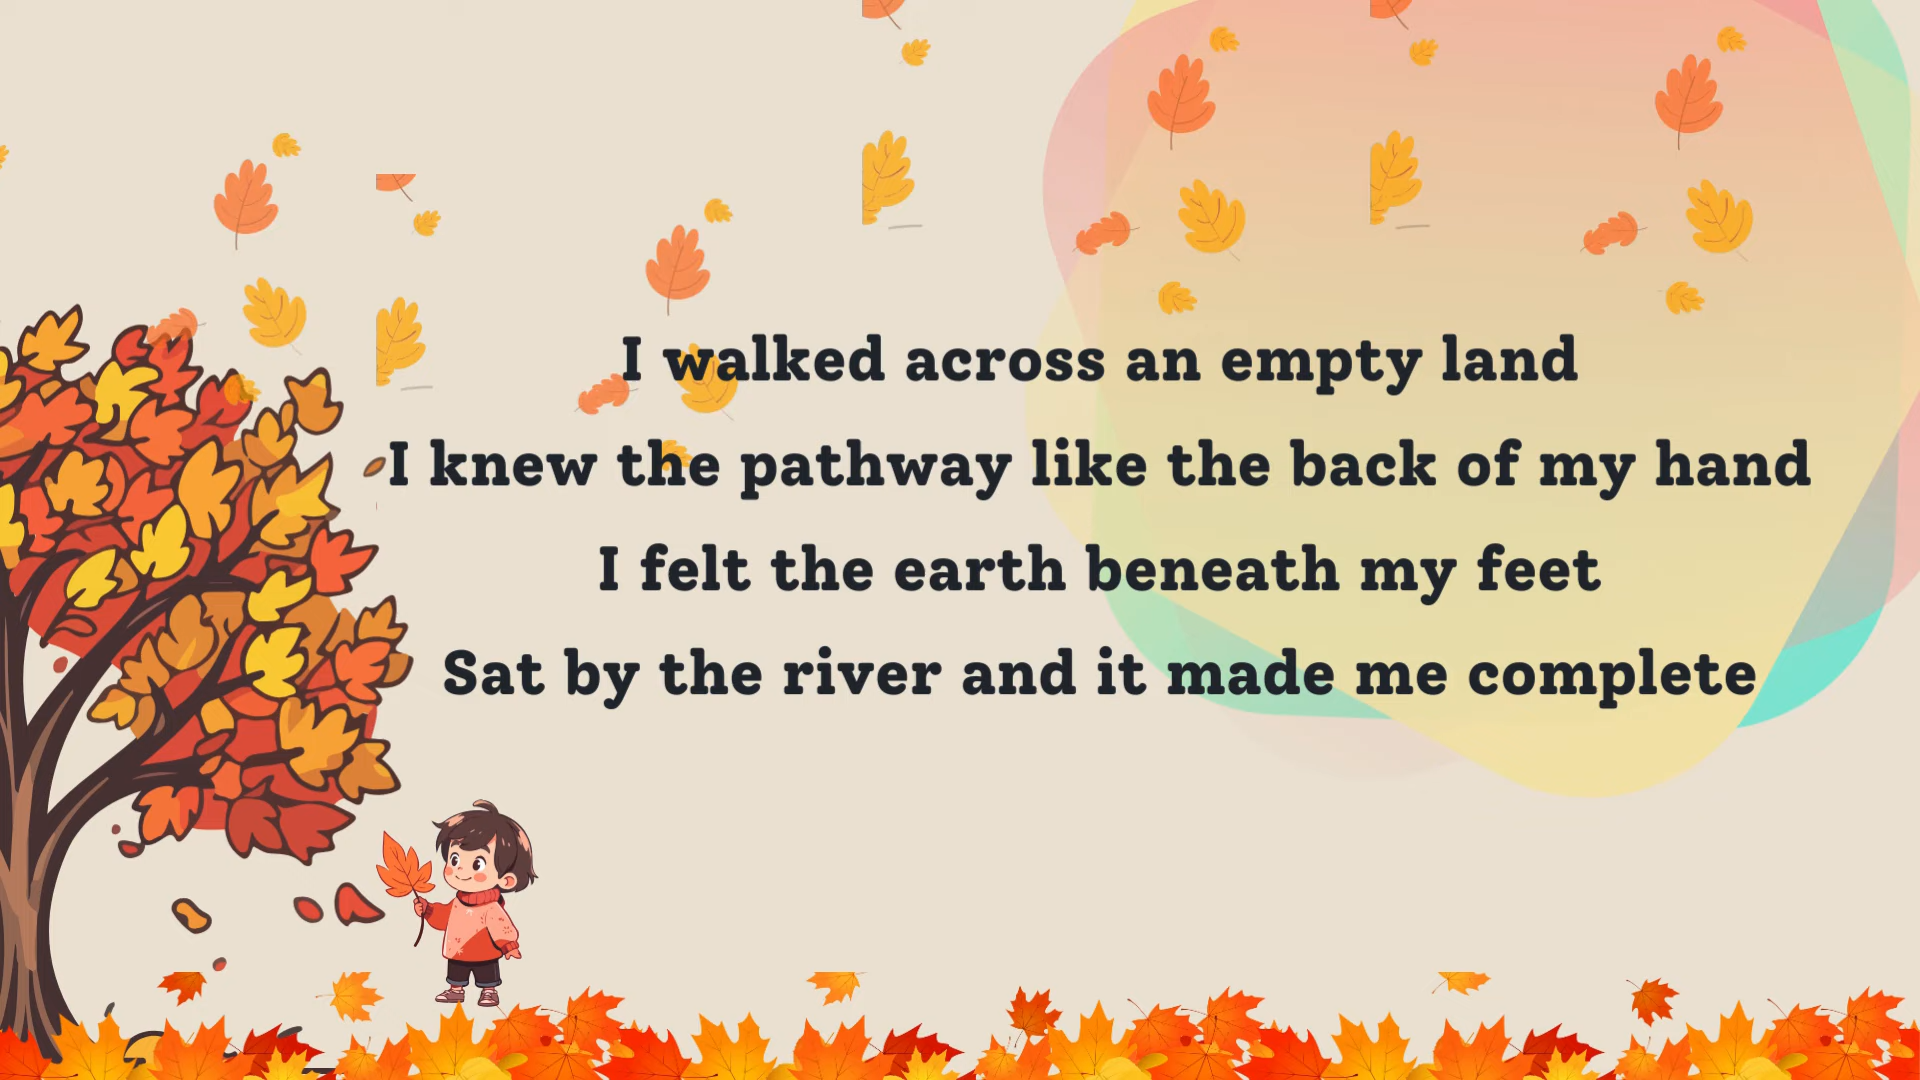 I walked across an empty land
I knew the pathway like the back of my hand
I felt the earth beneath my feet
Sat by the river and it made me complete